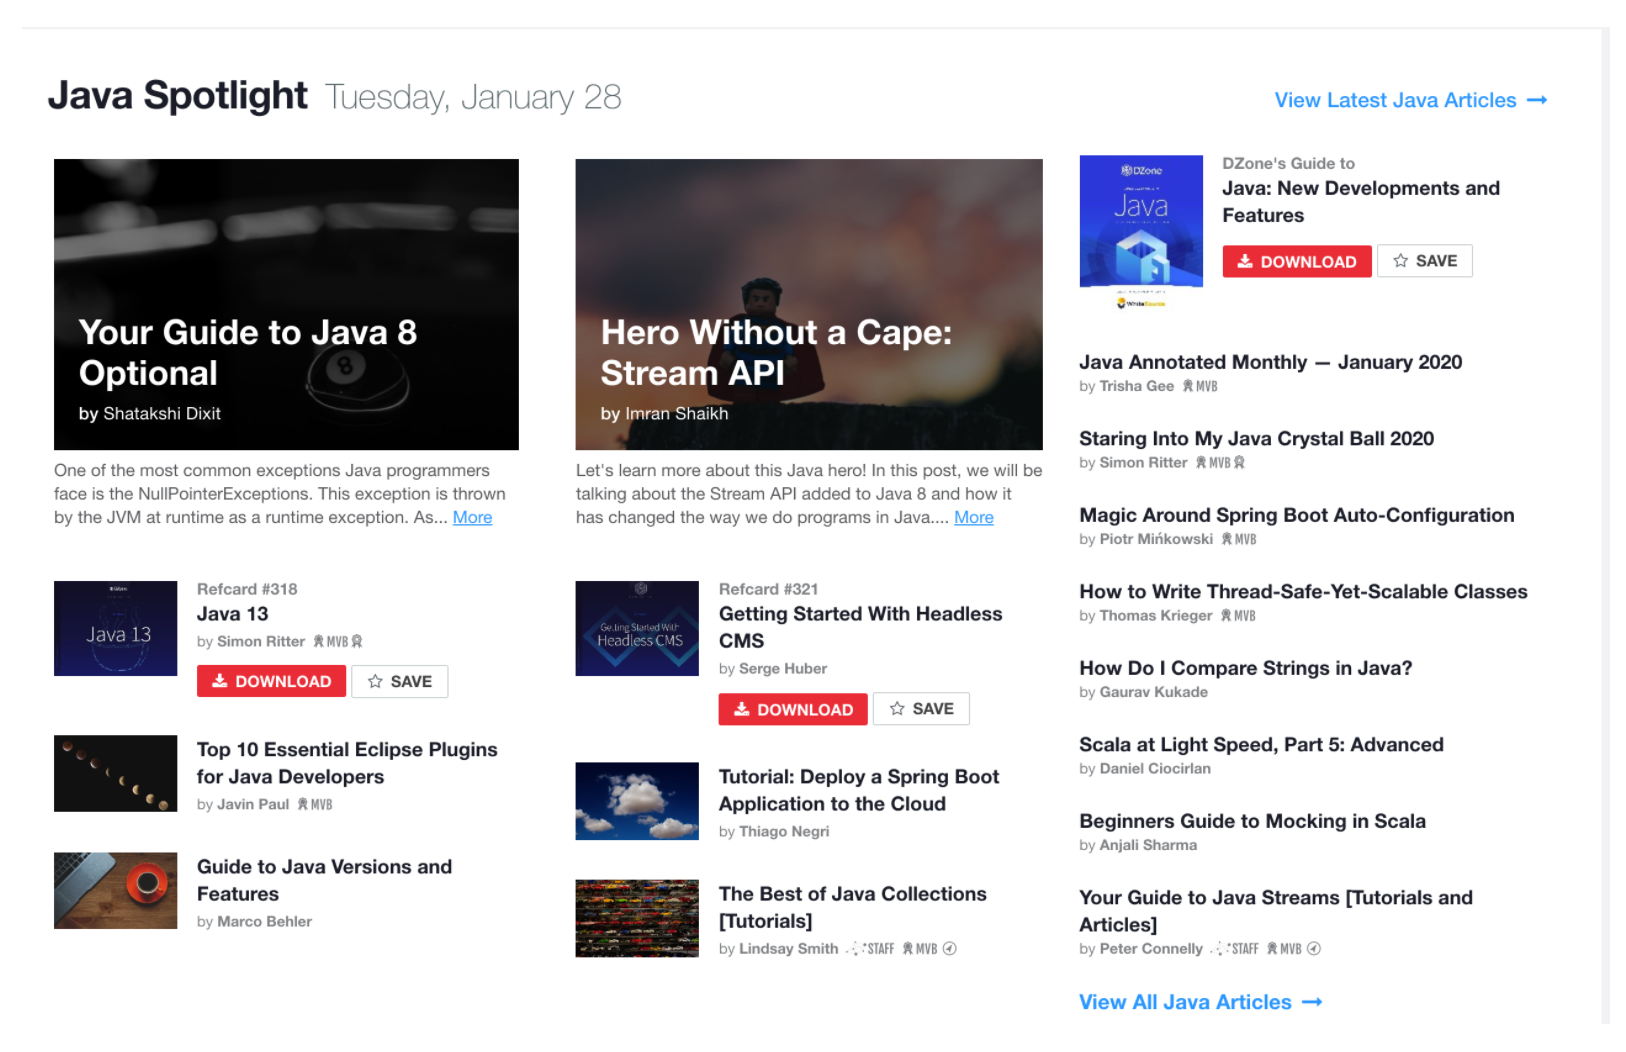 Java Spotlight Tuesday, January 28
View Latest Java Articles
Your Guide to Java 8
Optional
by Shatakshi Dixit
One of the most common exceptions Java programmers
face is the NullPointerExceptions. This exception is thrown
by the JVM at runtime as a runtime exception. As... More
Refcard #318
Java 13
by Simon Ritter MVB
DOWNLOAD SAVE
Java 13
Top 10 Essential Eclipse Plugins
for Java Developers
by Javin Paul MVB
Guide to Java Versions and
Features
by Marco Behler
Hero Without a Cape:
Stream API
by Imran Shaikh
Let's learn more about this Java hero! In this post, we will be
talking about the Stream API added to Java 8 and how it
has changed the way we do programs in Java.... More
Getting Started With
Headless CMS
Refcard #321
Getting Started With Headless
CMS
by Serge Huber
DOWNLOAD SAVE
Tutorial: Deploy a Spring Boot
Application to the Cloud
by Thiago Negri
The Best of Java Collections
[Tutorials]
by Lindsay Smith STAFF MVB
DZone
Java
WhiteSource
DZone's Guide to
Java: New Developments and
Features
DOWNLOAD SAVE
Java Annotated Monthly — January 2020
by Trisha Gee MVB
Staring Into My Java Crystal Ball 2020
by Simon Ritter MVB
Magic Around Spring Boot Auto-Configuration
by Piotr Mińkowski MVB
How to Write Thread-Safe-Yet-Scalable Classes
by Thomas Krieger MVB
How Do I Compare Strings in Java?
by Gaurav Kukade
Scala at Light Speed, Part 5: Advanced
by Daniel Ciocirlan
Beginners Guide to Mocking in Scala
by Anjali Sharma
Your Guide to Java Streams [Tutorials and
Articles]
by Peter Connelly STAFF MVB
View All Java Articles